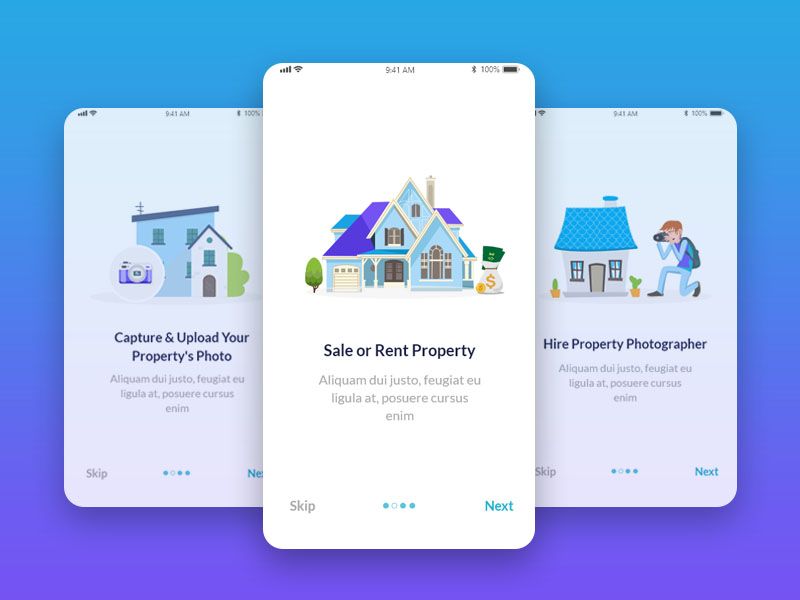 9:41 AM
100%
Capture & Upload Your
Property's Photo
Aliquam dui justo, feugiat eu
ligula at, posuere cursus
enim
Skip
9:41 AM
100%
Sale or Rent Property
Aliquam dui justo, feugiat eu
ligula at, posuere cursus
enim
Skip
Next
9:41 AM
100%
Hire Property Photographer
Aliquam dui justo, feugiat eu
ligula at, posuere cursus
enim
Skip
Next